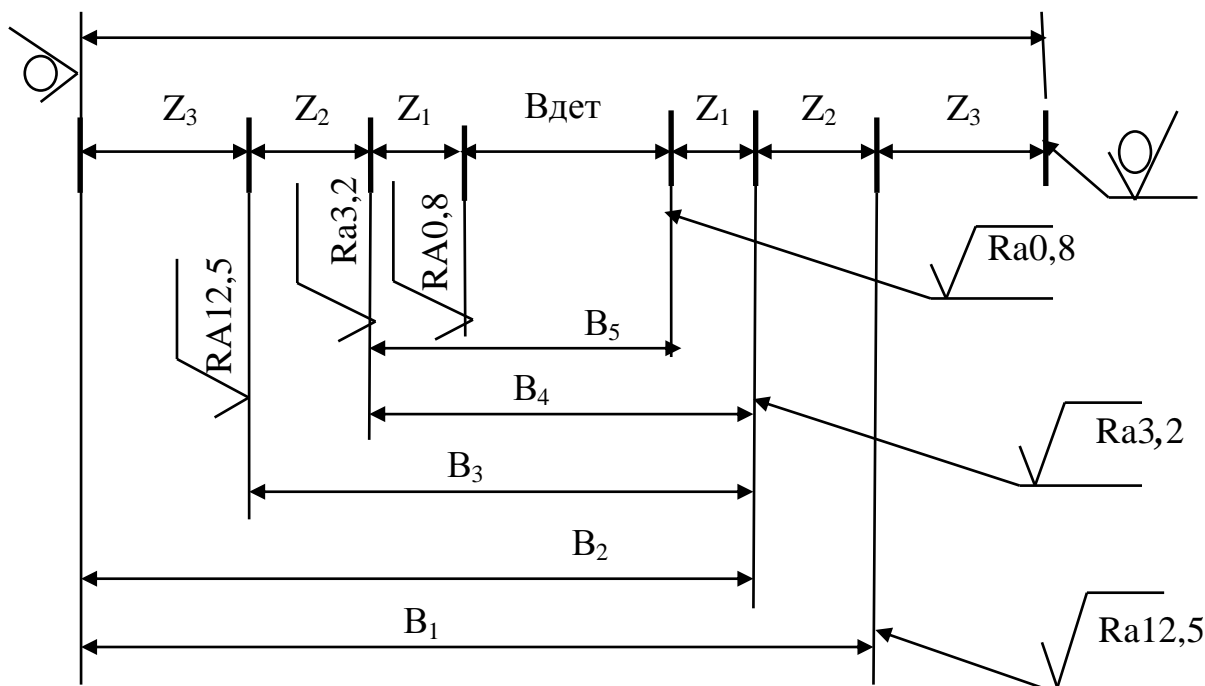 Z₃ Z₂ Z₁ Bдет Z₁ Z₂ Z₃
Ra3,2
RA0,8
RA12,5
Ra0,8
B₅
B₄
Ra3,2
B₃
B₂
B₁
Ra12,5